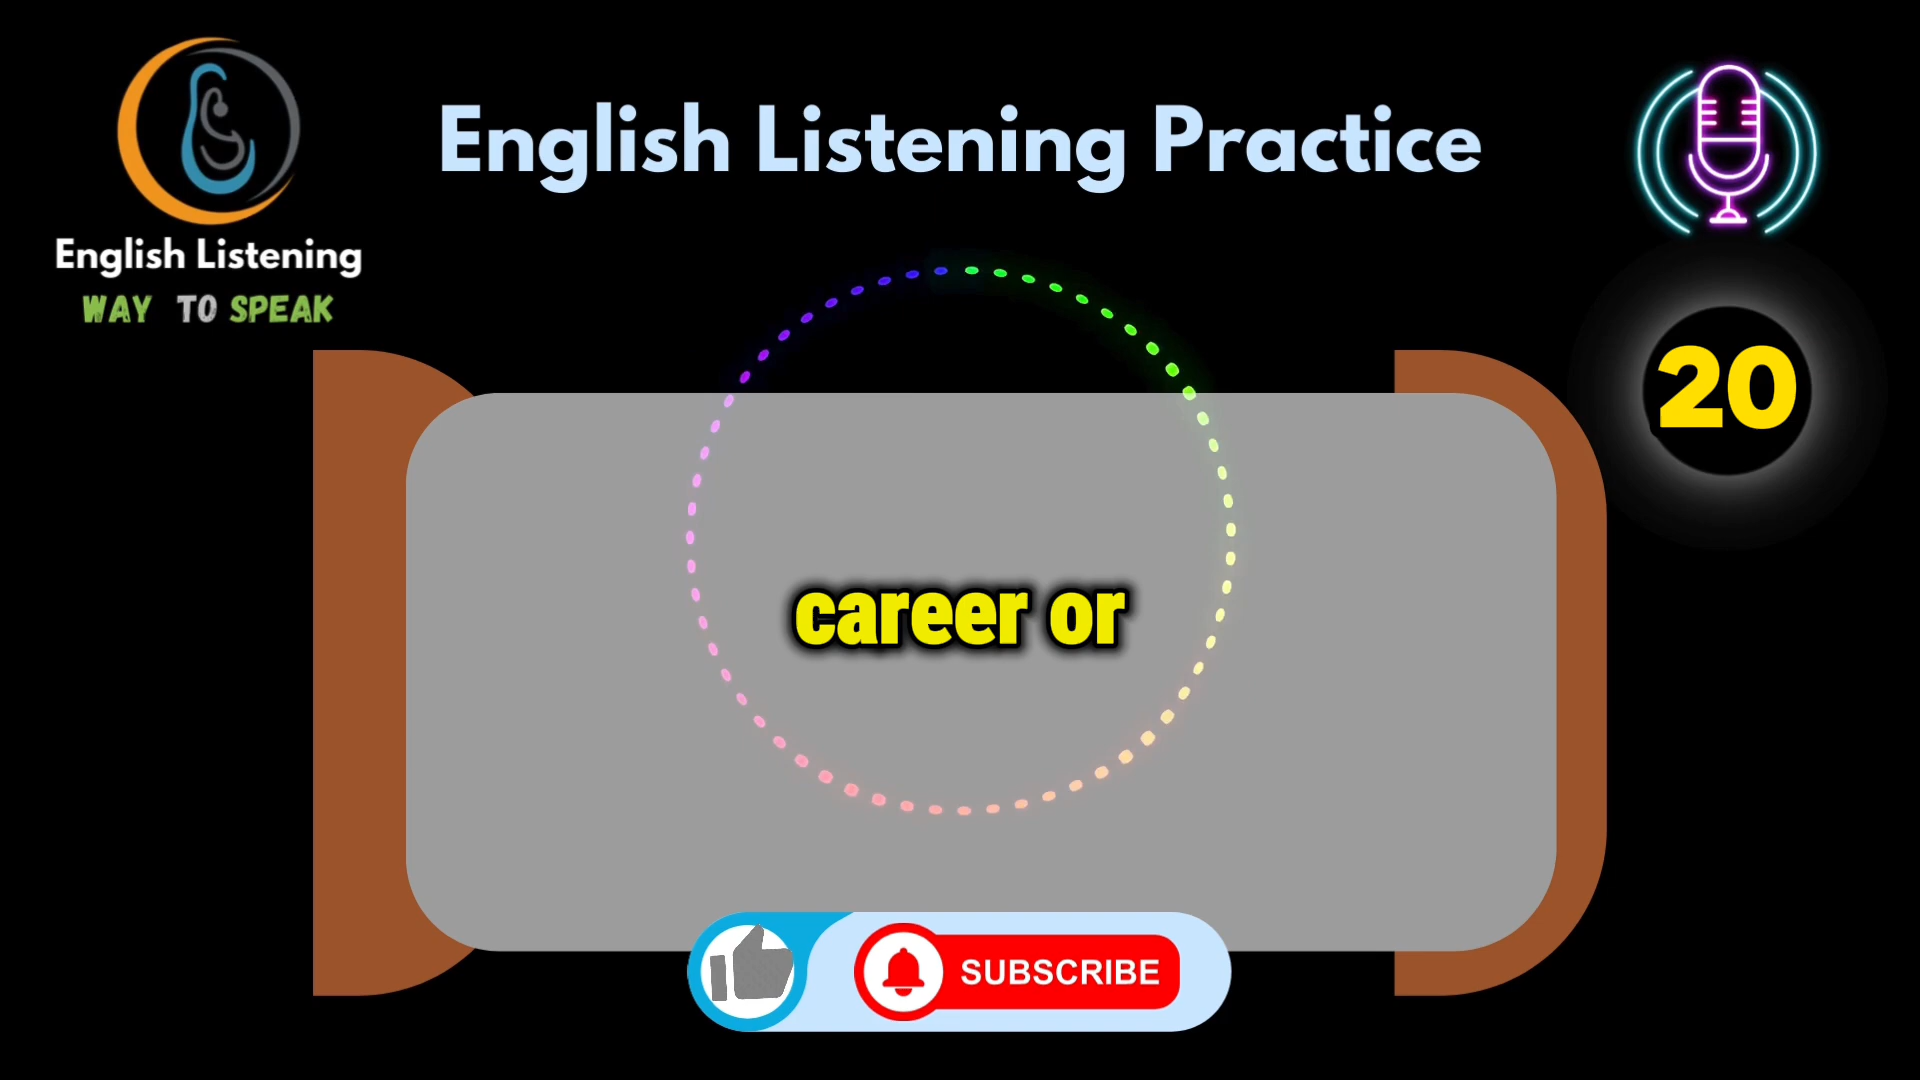 English Listening Practice
English Listening
WAY TO SPEAK
20
career or
SUBSCRIBE